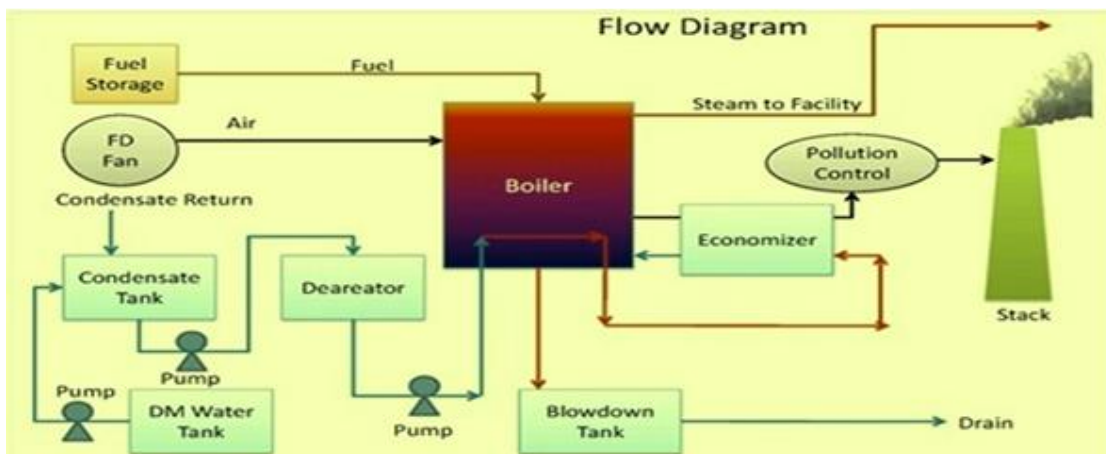 Flow Diagram
Fuel
Storage
Fuel
Steam to Facility
FD
Fan
Air
Boiler
Pollution
Control
Condensate Return
Economizer
Condensate
Tank
Deareator
Stack
Pump
Pump
DM Water
Tank
Pump
Blowdown
Tank
Drain